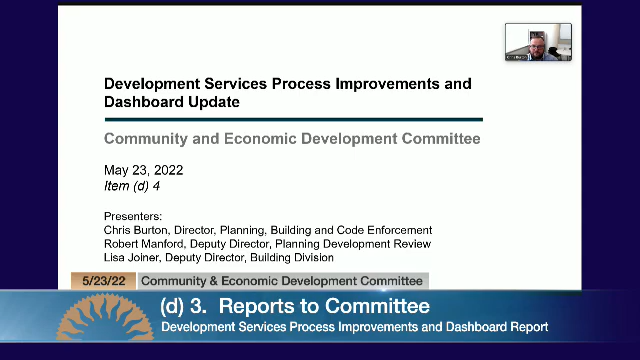 Development Services Process Improvements and
Dashboard Update
Community and Economic Development Committee
May 23, 2022
Item (d) 4
Presenters:
Chris Burton, Director, Planning, Building and Code Enforcement
Robert Manford, Deputy Director, Planning Development Review
Lisa Joiner, Deputy Director, Building Division
5/23/22 Community & Economic Development Committee
(d) 3. Reports to Committee
Development Services Process Improvements and Dashboard Report